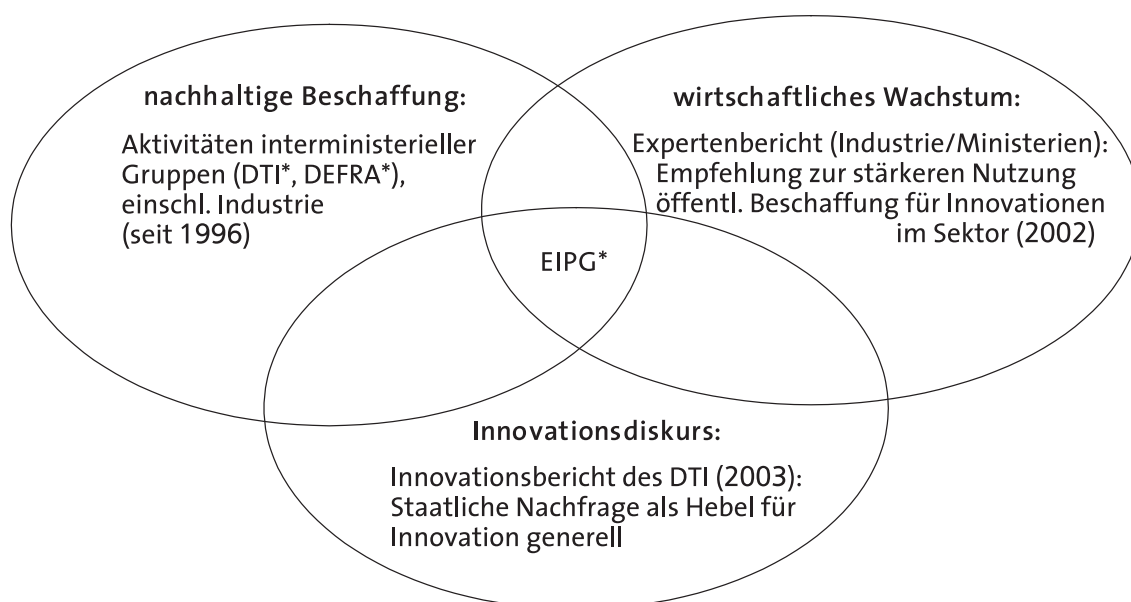 nachhaltige Beschaffung:
Aktivitäten interministerieller
Gruppen (DTI*, DEFRA*),
einschl. Industrie
(seit 1996)
wirtschaftliches Wachstum:
Expertenbericht (Industrie/Ministerien):
Empfehlung zur stärkeren Nutzung
öffentl. Beschaffung für Innovationen
im Sektor (2002)
EIPG*
Innovationsdiskurs:
Innovationsbericht des DTI (2003):
Staatliche Nachfrage als Hebel für
Innovation generell